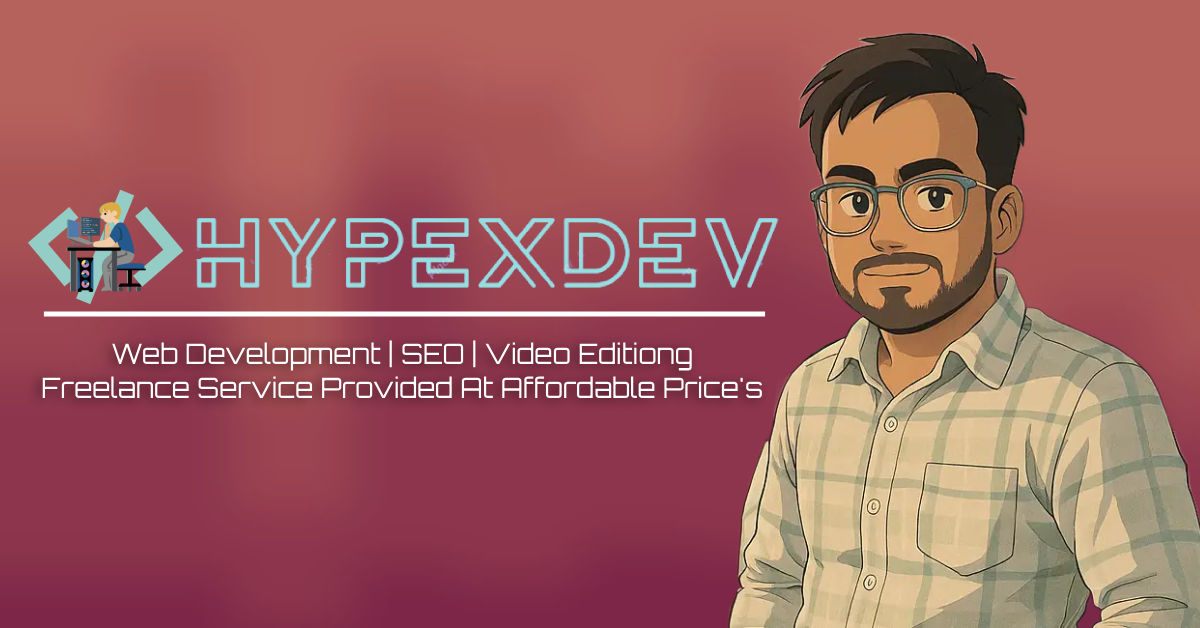 HYPEXDEV
Web Development | SEO | Video Editiong
Freelance Service Provided At Affordable Price's